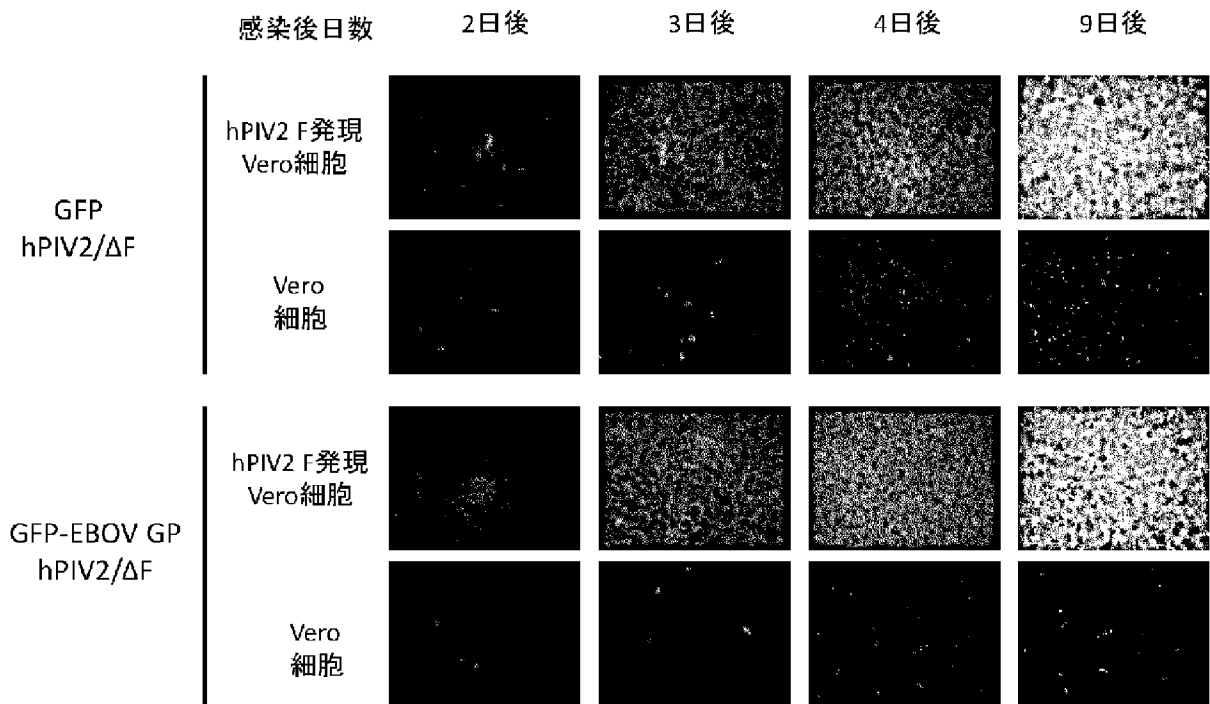 感染後日数 2日後 3日後 4日後 9日後
GFP
hPIV2/ΔF
hPIV2 F発現
Vero細胞
Vero
細胞
GFP-EBOV GP
hPIV2/ΔF
hPIV2 F発現
Vero細胞
Vero
細胞